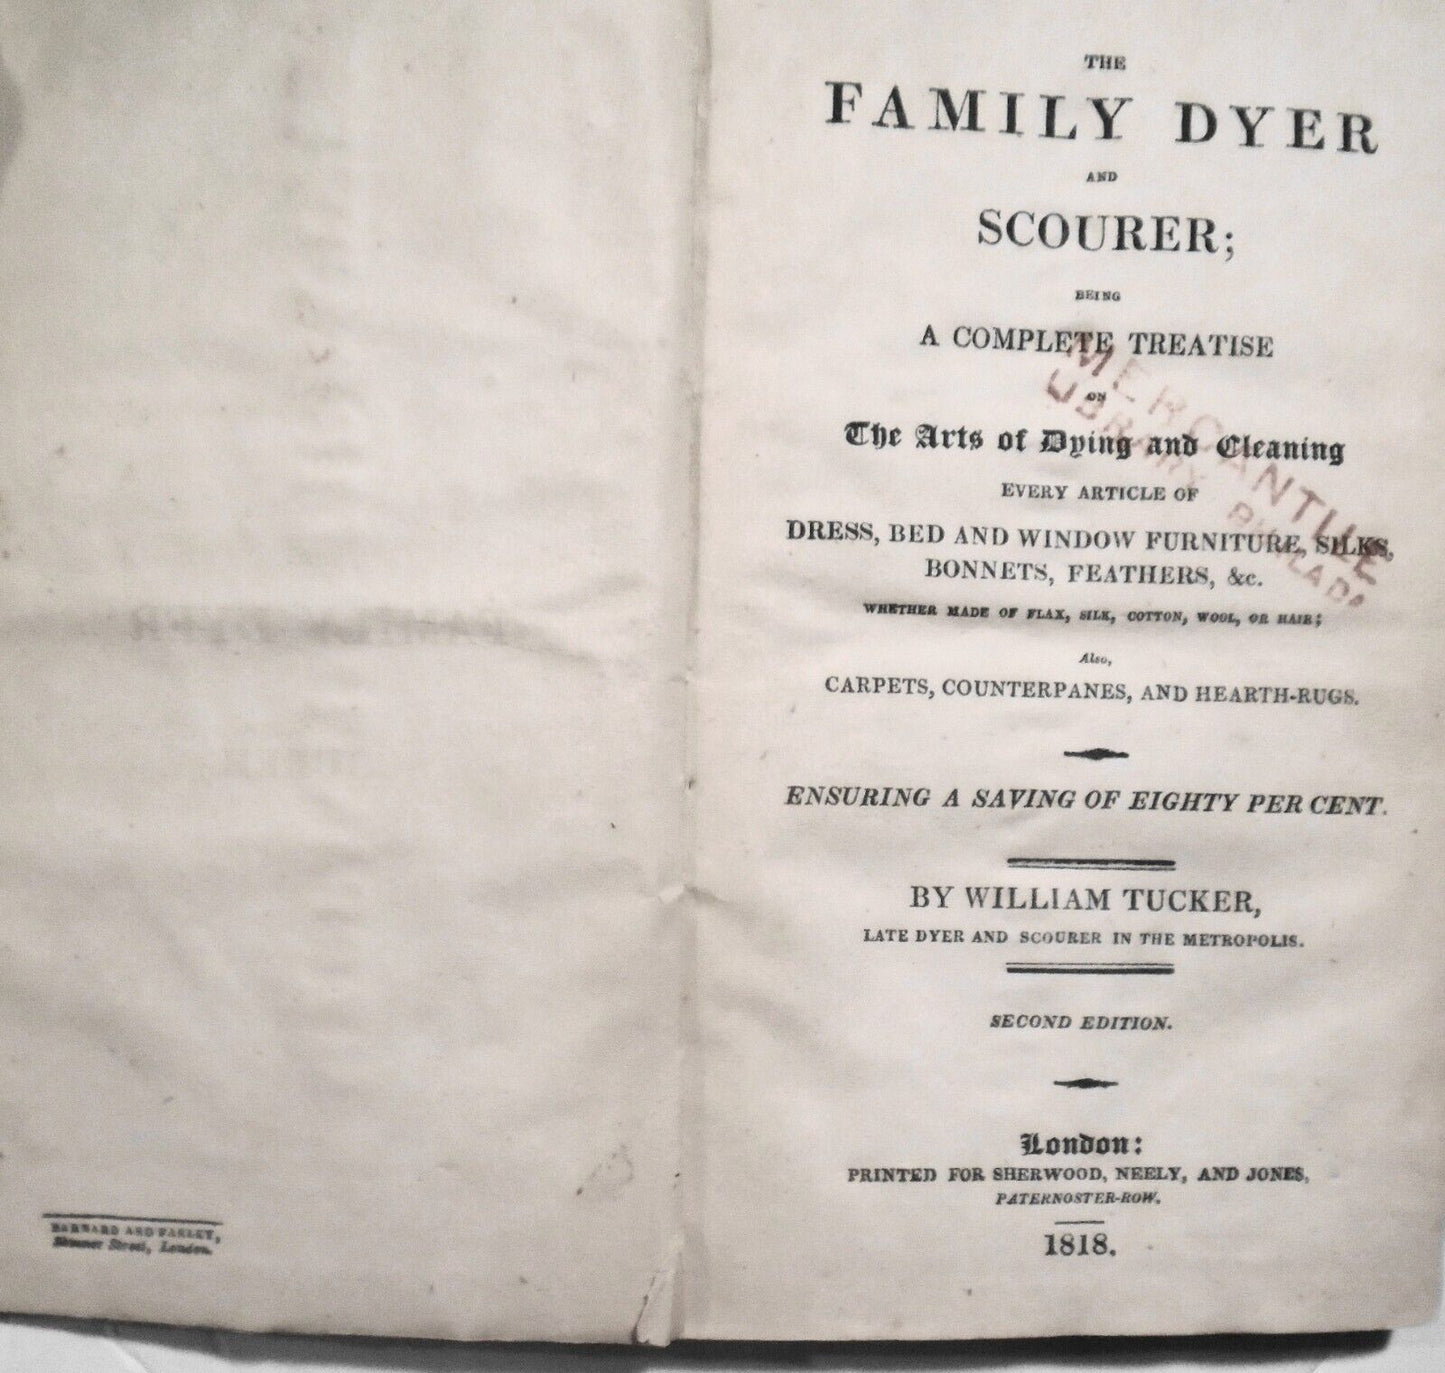 BARNARD AND FARLEY,
Skinner Street, London.
THE
FAMILY DYER
AND
SCOURER;
BEING
A COMPLETE TREATISE
ON
The Arts of Dying and Cleaning
EVERY ARTICLE OF
DRESS, BED AND WINDOW FURNITURE, SILKS,
BONNETS, FEATHERS, &c.
WHETHER MADE OF FLAX, SILK, COTTON, WOOL, OR HAIR;
Also,
CARPETS, COUNTERPANES, AND HEARTH-RUGS.
ENSURING A SAVING OF EIGHTY PER CENT.
BY WILLIAM TUCKER,
LATE DYER AND SCOURER IN THE METROPOLIS.
SECOND EDITION.
London:
PRINTED FOR SHERWOOD, NEELY, AND JONES,
PATERNOSTER-ROW.
1818.
MERCANTILE
LIBRARY PHILADA